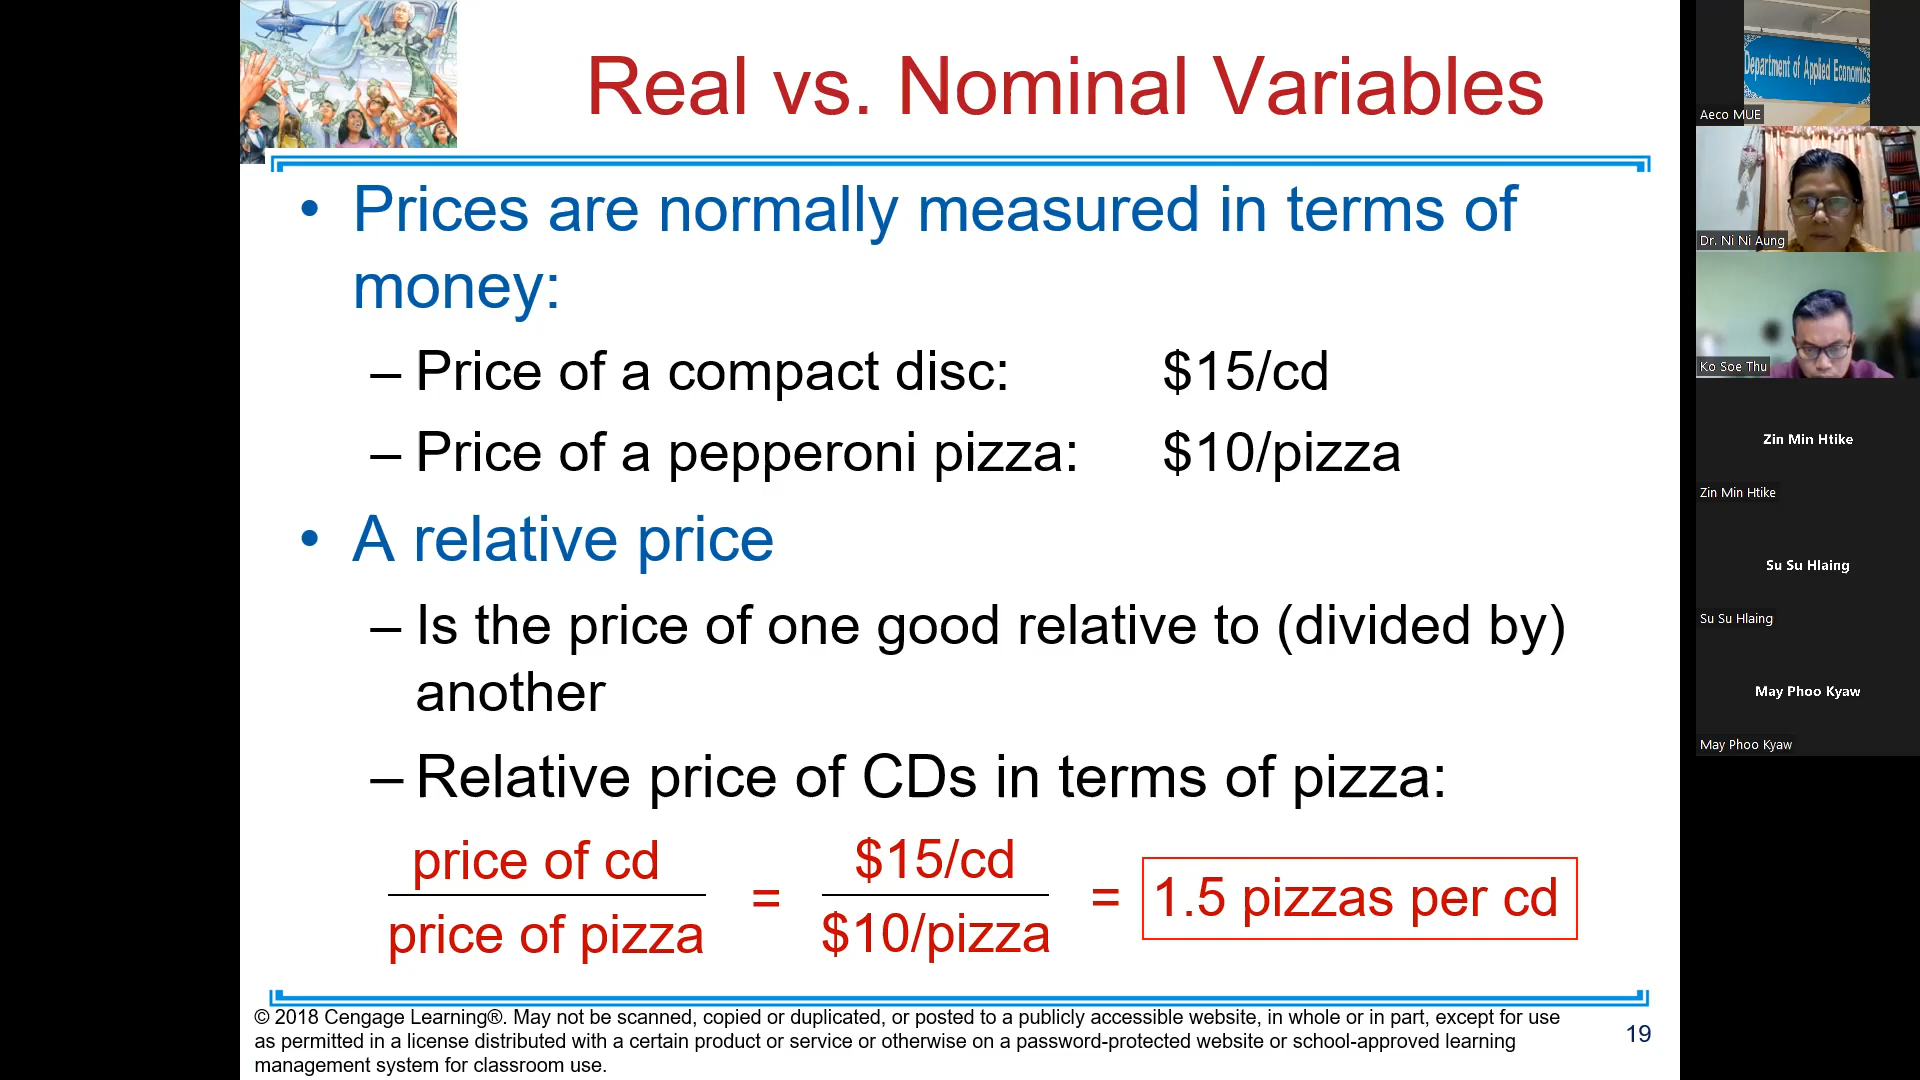 Real vs. Nominal Variables
• Prices are normally measured in terms of
money:
– Price of a compact disc: $15/cd
– Price of a pepperoni pizza: $10/pizza
• A relative price
– Is the price of one good relative to (divided by)
another
– Relative price of CDs in terms of pizza:
price of cd
price of pizza
=
$15/cd
$10/pizza
=
1.5 pizzas per cd
© 2018 Cengage Learning®. May not be scanned, copied or duplicated, or posted to a publicly accessible website, in whole or in part, except for use
as permitted in a license distributed with a certain product or service or otherwise on a password-protected website or school-approved learning
management system for classroom use.
19
Department of Applied Economics
Aeco MUE
Dr. Ni Ni Aung
Ko Soe Thu
Zin Min Htike
Zin Min Htike
Su Su Hlaing
Su Su Hlaing
May Phoo Kyaw
May Phoo Kyaw